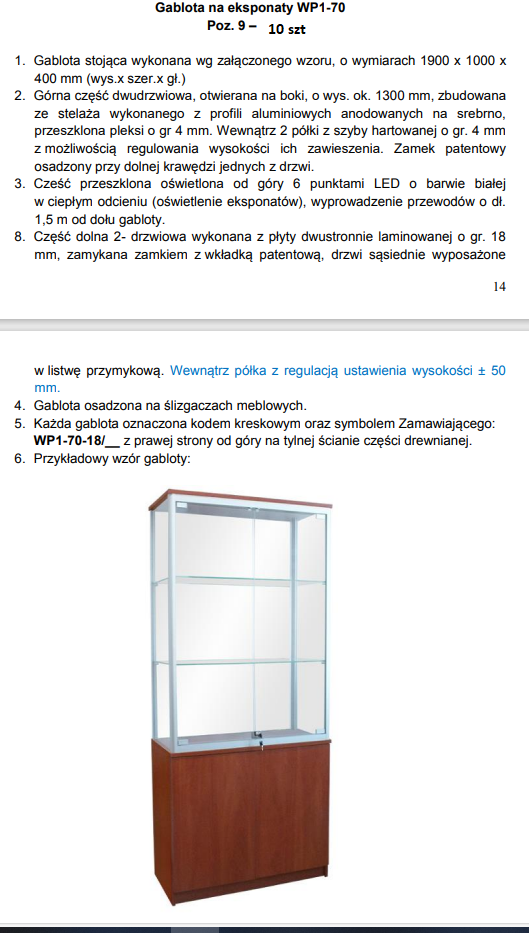 Gablota na eksponaty WP1-70
Poz. 9 – 10 szt
1. Gablota stojąca wykonana wg załączonego wzoru, o wymiarach 1900 x 1000 x
400 mm (wys.x szer.x gł.)
2. Górna część dwudrzwiowa, otwierana na boki, o wys. ok. 1300 mm, zbudowana
ze stelaża wykonanego z profili aluminiowych anodowanych na srebrno,
przeszklona pleksi o gr 4 mm. Wewnątrz 2 półki z szyby hartowanej o gr. 4 mm
z możliwością regulowania wysokości ich zawieszenia. Zamek patentowy
osadzony przy dolnej krawędzi jednych z drzwi.
3. Cześć przeszklona oświetlona od góry 6 punktami LED o barwie białej
w ciepłym odcieniu (oświetlenie eksponatów), wyprowadzenie przewodów o dł.
1,5 m od dołu gabloty.
8. Część dolna 2- drzwiowa wykonana z płyty dwustronnie laminowanej o gr. 18
mm, zamykana zamkiem z wkładką patentową, drzwi sąsiednie wyposażone
14
w listwę przymykową. Wewnątrz półka z regulacją ustawienia wysokości ± 50
mm.
4. Gablota osadzona na ślizgaczach meblowych.
5. Każda gablota oznaczona kodem kreskowym oraz symbolem Zamawiającego:
WP1-70-18/__ z prawej strony od góry na tylnej ścianie części drewnianej.
6. Przykładowy wzór gabloty: